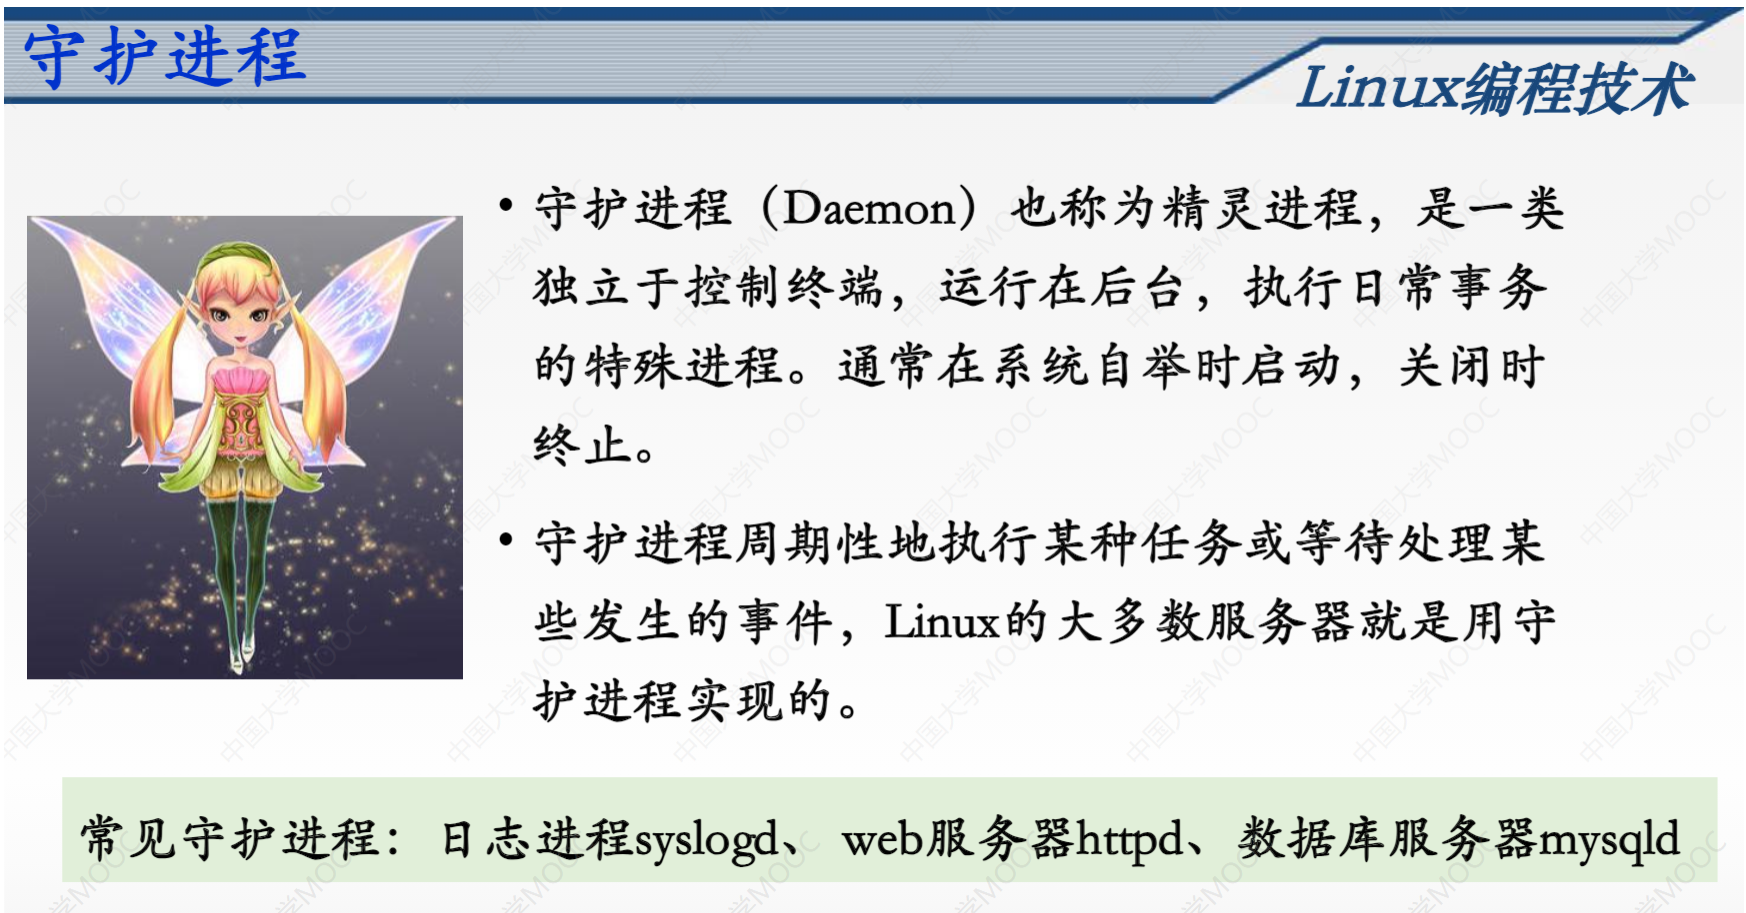 守护进程
Linux编程技术
• 守护进程（Daemon）也称为精灵进程，是一类
独立于控制终端，运行在后台，执行日常事务
的特殊进程。通常在系统自举时启动，关闭时
终止。
• 守护进程周期性地执行某种任务或等待处理某
些发生的事件，Linux的大多数服务器就是用守
护进程实现的。
常见守护进程：日志进程syslogd、 web服务器httpd、数据库服务器mysqld
中国大学MOOC